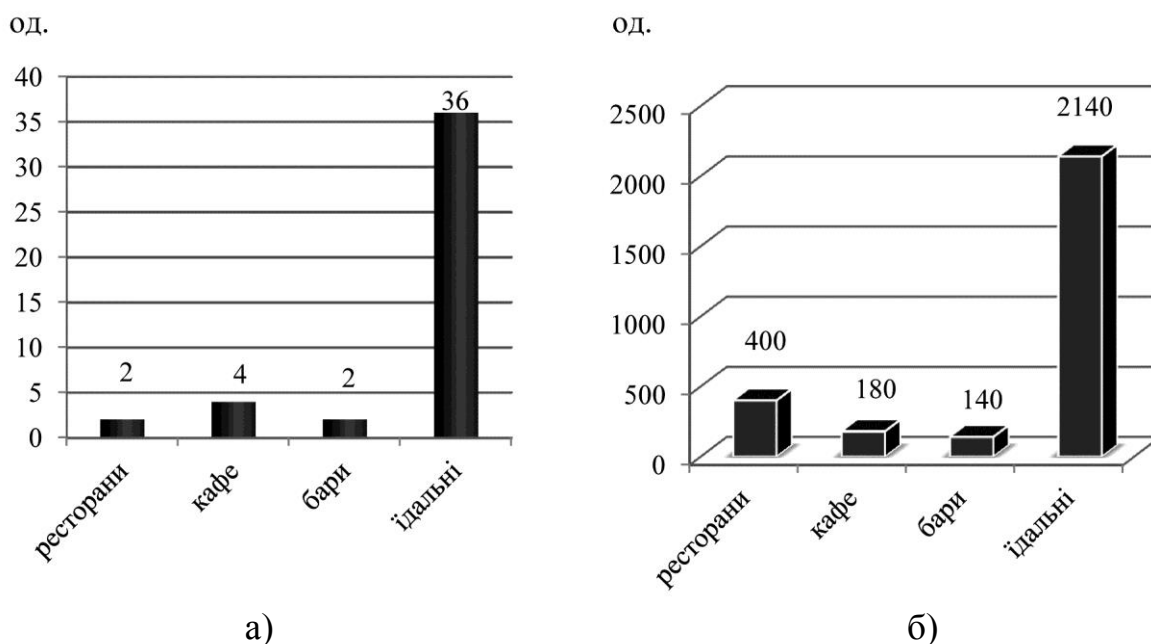 од.
40
35
30
25
20
15
10
5
0
2
4
2
36
ресторани
кафе
бари
їдальні
а)
од.
2500
2000
1500
1000
500
0
400
180
140
2140
ресторани
кафе
бари
їдальні
б)